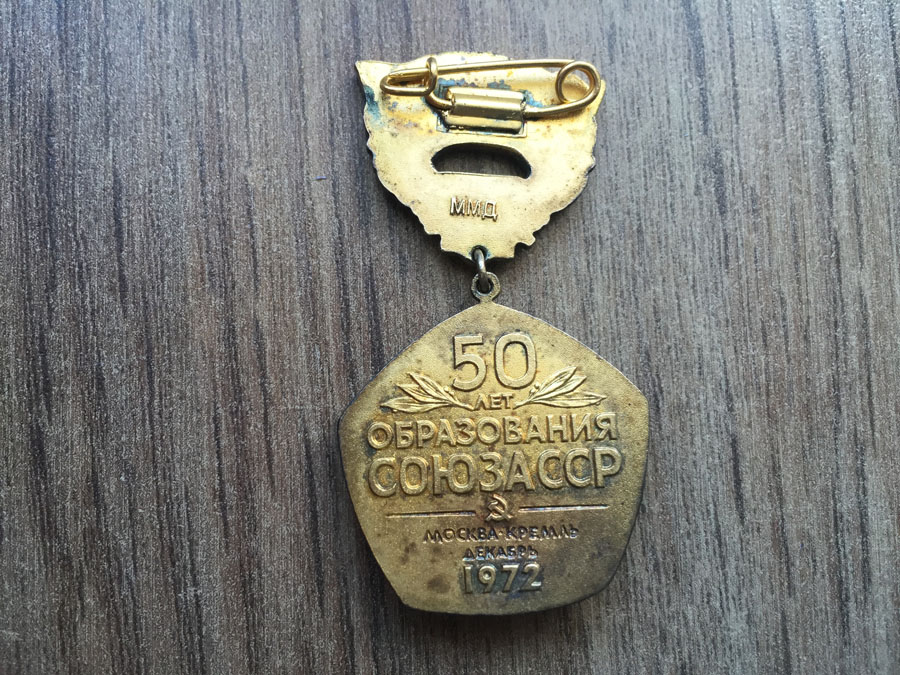 ММД
50
ЛЕТ
ОБРАЗОВАНИЯ
СОЮЗА ССР
МОСКВА·КРЕМЛЬ
ДЕКАБРЬ
1972